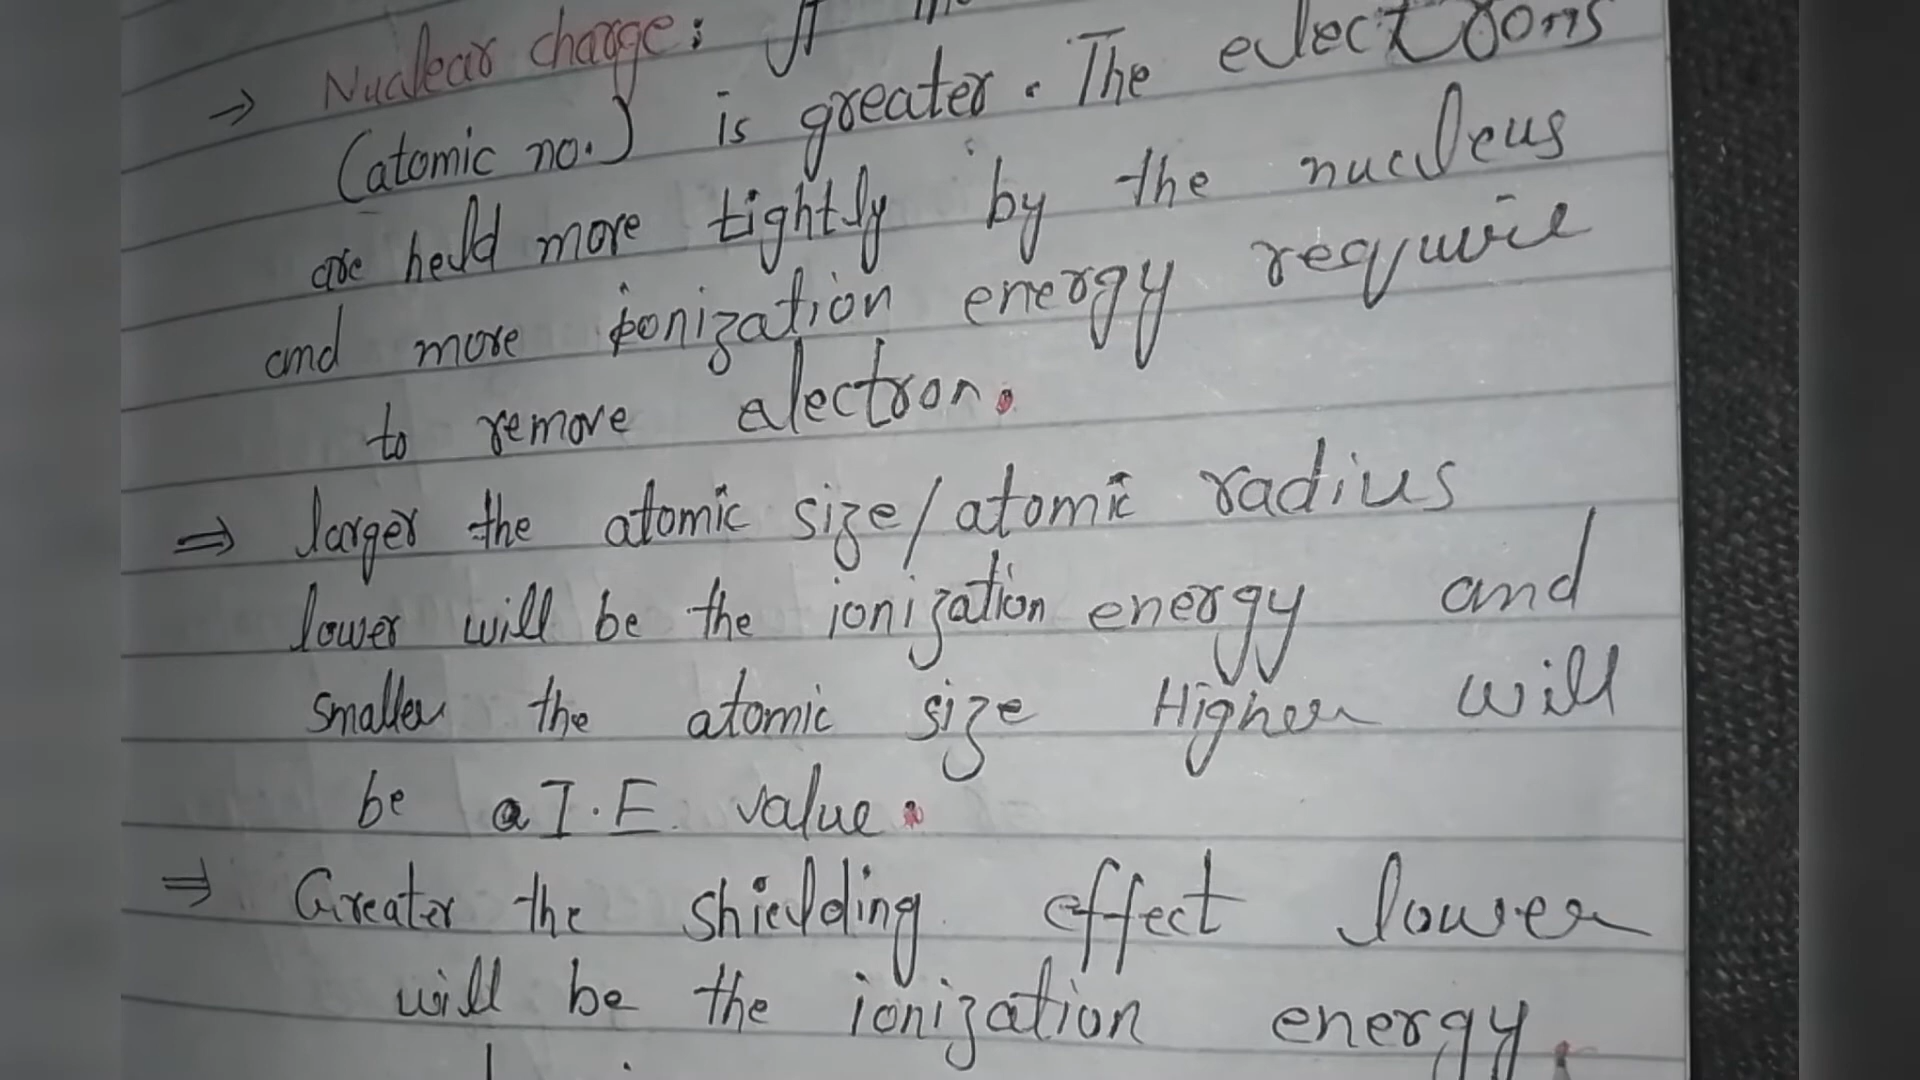 → Nuclear charge: If
(atomic no.) is greater. The electrons
are held more tightly by the nucleus
and more ionization energy require
to remove electron.
⇒ larger the atomic size/atomic radius
lower will be the ionization energy and
smaller the atomic size Higher will
be a I.E. value.
⇒ Greater the shielding effect lower
will be the ionization energy.